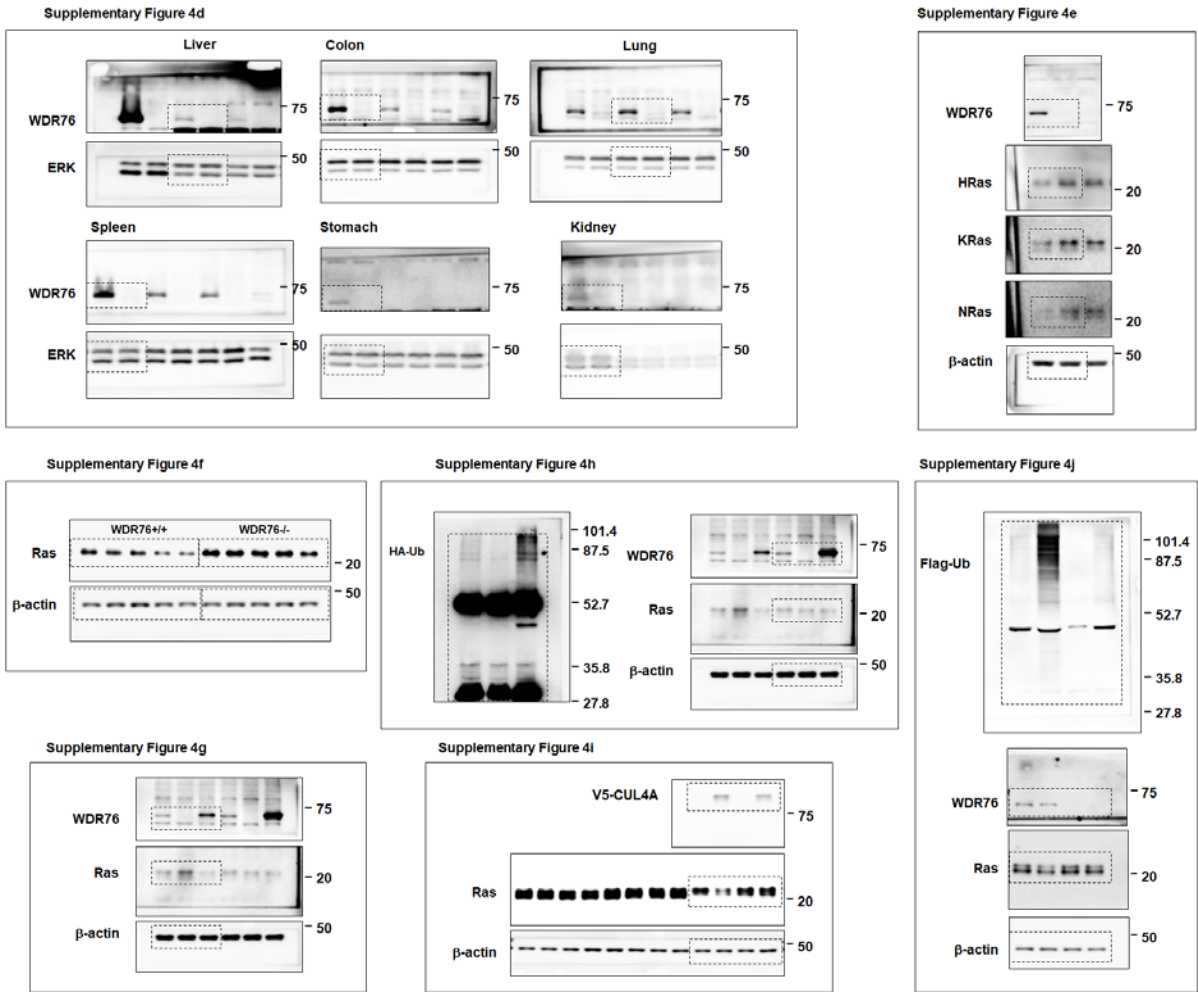 Supplementary Figure 4d
Liver
Colon
Lung
WDR76
75
75
75
ERK
50
50
50
Spleen
Stomach
Kidney
WDR76
75
75
75
ERK
50
50
50
Supplementary Figure 4e
WDR76
75
HRas
20
KRas
20
NRas
20
β-actin
50
Supplementary Figure 4f
WDR76+/+
WDR76-/-
Ras
20
β-actin
50
Supplementary Figure 4h
HA-Ub
101.4
87.5
52.7
35.8
27.8
WDR76
75
Ras
20
β-actin
50
Supplementary Figure 4j
Flag-Ub
101.4
87.5
52.7
35.8
27.8
WDR76
75
Ras
20
β-actin
50
Supplementary Figure 4g
WDR76
75
Ras
20
β-actin
50
Supplementary Figure 4i
V5-CUL4A
75
Ras
20
β-actin
50